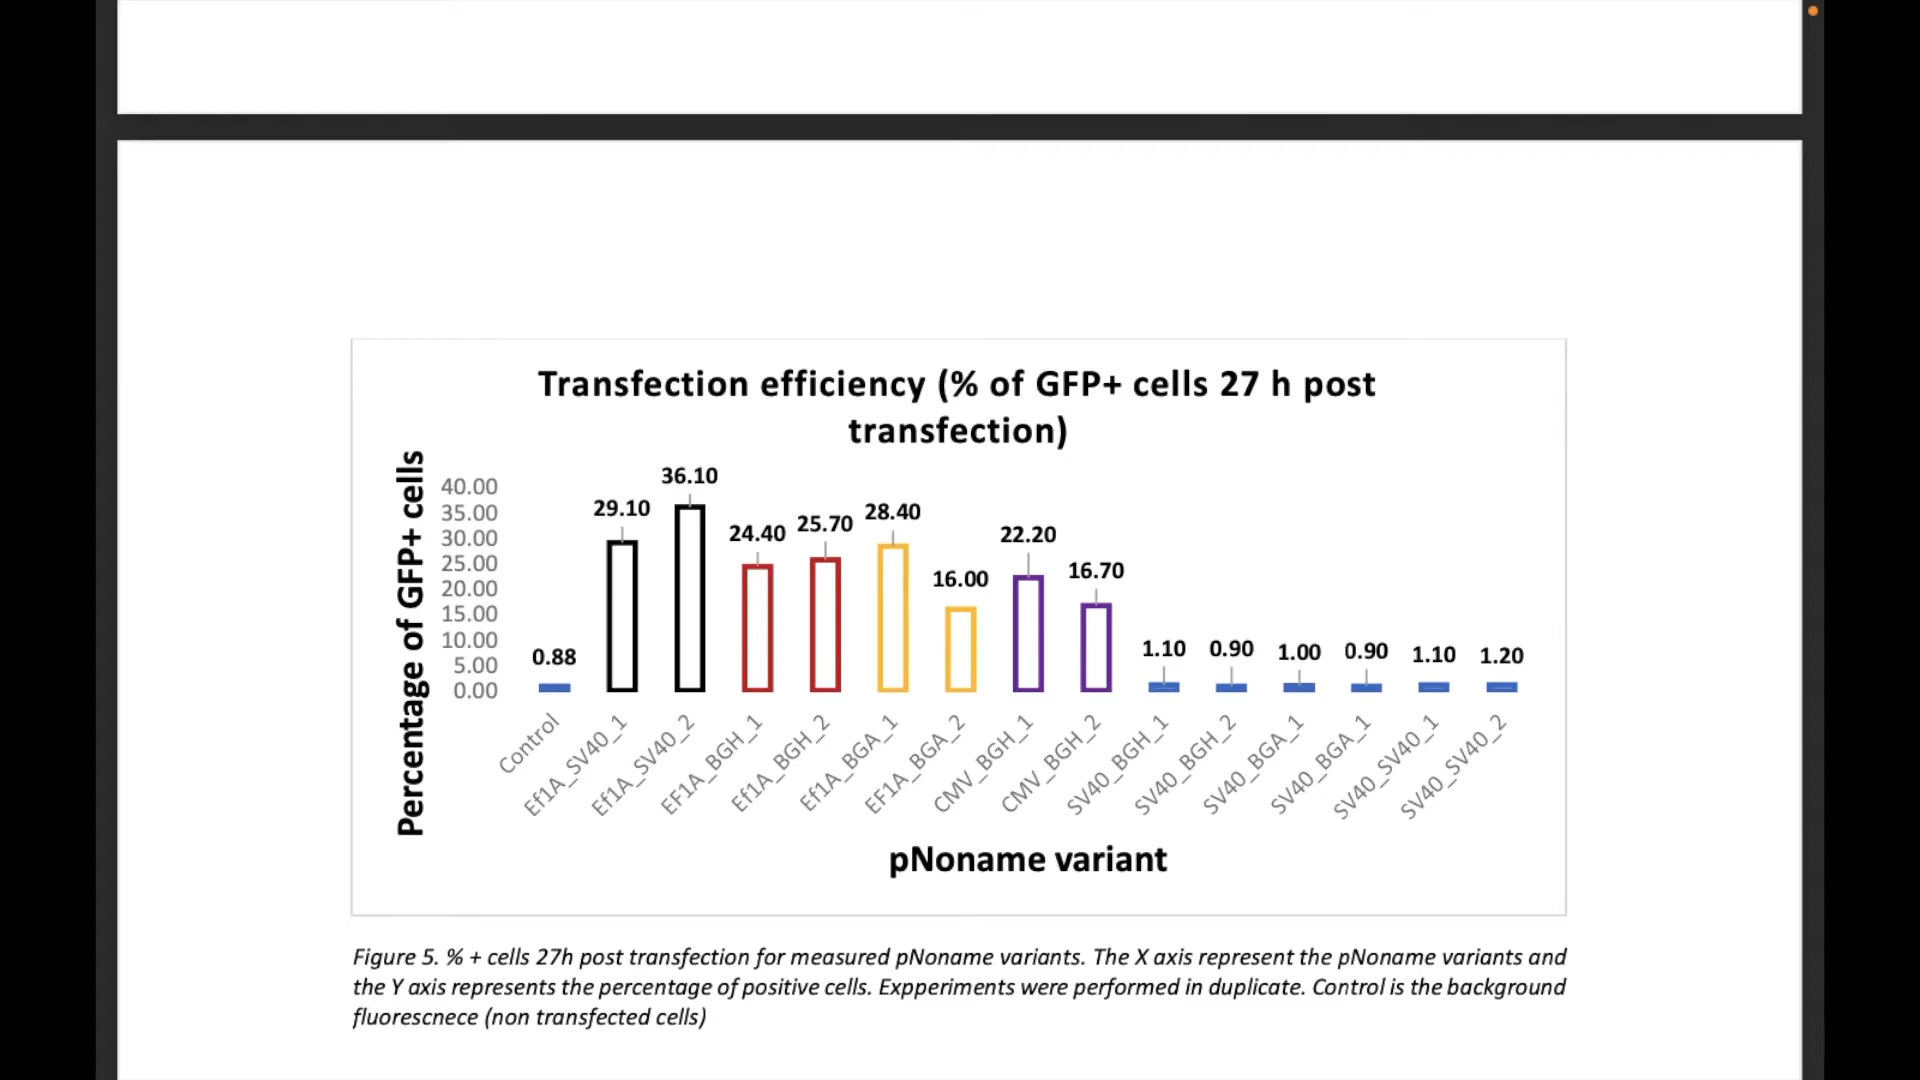 Transfection efficiency (% of GFP+ cells 27 h post
transfection)
Percentage of GFP+ cells
40.00
35.00
30.00
25.00
20.00
15.00
10.00
5.00
0.00
0.88
29.10
36.10
24.40
25.70
28.40
16.00
22.20
16.70
1.10
0.90
1.00
0.90
1.10
1.20
Control
Ef1A_SV40_1
Ef1A_SV40_2
EF1A_BGH_1
Ef1A_BGH_2
Ef1A_BGA_1
EF1A_BGA_2
CMV_BGH_1
CMV_BGH_2
SV40_BGH_1
SV40_BGH_2
SV40_BGA_1
SV40_BGA_1
SV40_SV40_1
SV40_SV40_2
pNoname variant
Figure 5. % + cells 27h post transfection for measured pNoname variants. The X axis represent the pNoname variants and
the Y axis represents the percentage of positive cells. Expperiments were performed in duplicate. Control is the background
fluorescnece (non transfected cells)